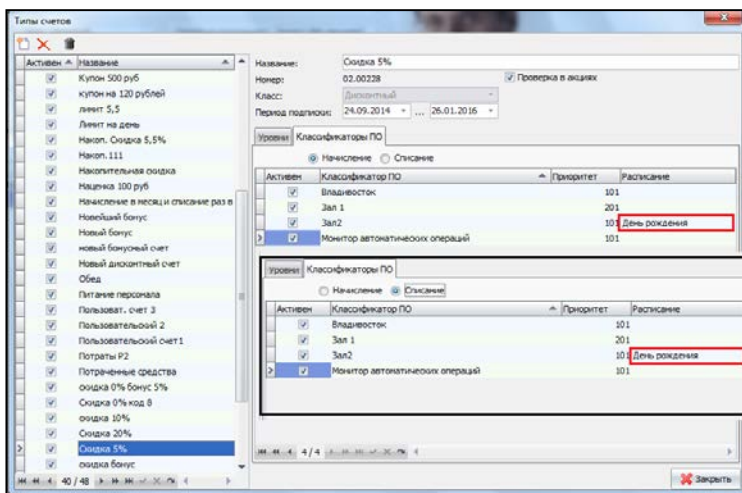 Типы счетов
Активен Название
Купон 500 руб
купон на 120 рублей
лимит 5,5
Лимит на день
Накоп. Скидка 5,5%
Накоп.111
Накопительная скидка
Наценка 100 руб
Начисление в месяц и списание раз в
Новейший бонус
Новый бонус
новый бонусный счет
Новый дисконтный счет
Обед
Питание персонала
Пользоват. счет 3
Пользовательский 2
Пользовательский счет1
Потраты Р2
Потраченные средства
скидка 0% бонус 5%
Скидка 0% код 8
скидка 10%
Скидка 20%
Скидка 5%
скидка бонус
40 / 48
Название: Скидка 5%
Номер: 02.00228 Проверка в акциях
Класс: Дисконтный
Период подписки: 24.09.2014 ... 26.01.2016
Уровни Классификаторы ПО
Начисление Списание
Активен Классификатор ПО Приоритет Расписание
Владивосток 101
Зал 1 201
Зал2 101 День рождения
Монитор автоматических операций 101
Уровни Классификаторы ПО
Начисление Списание
Активен Классификатор ПО Приоритет Расписание
Владивосток 101
Зал 1 201
Зал2 101 День рождения
Монитор автоматических операций 101
4 / 4
Закрыть